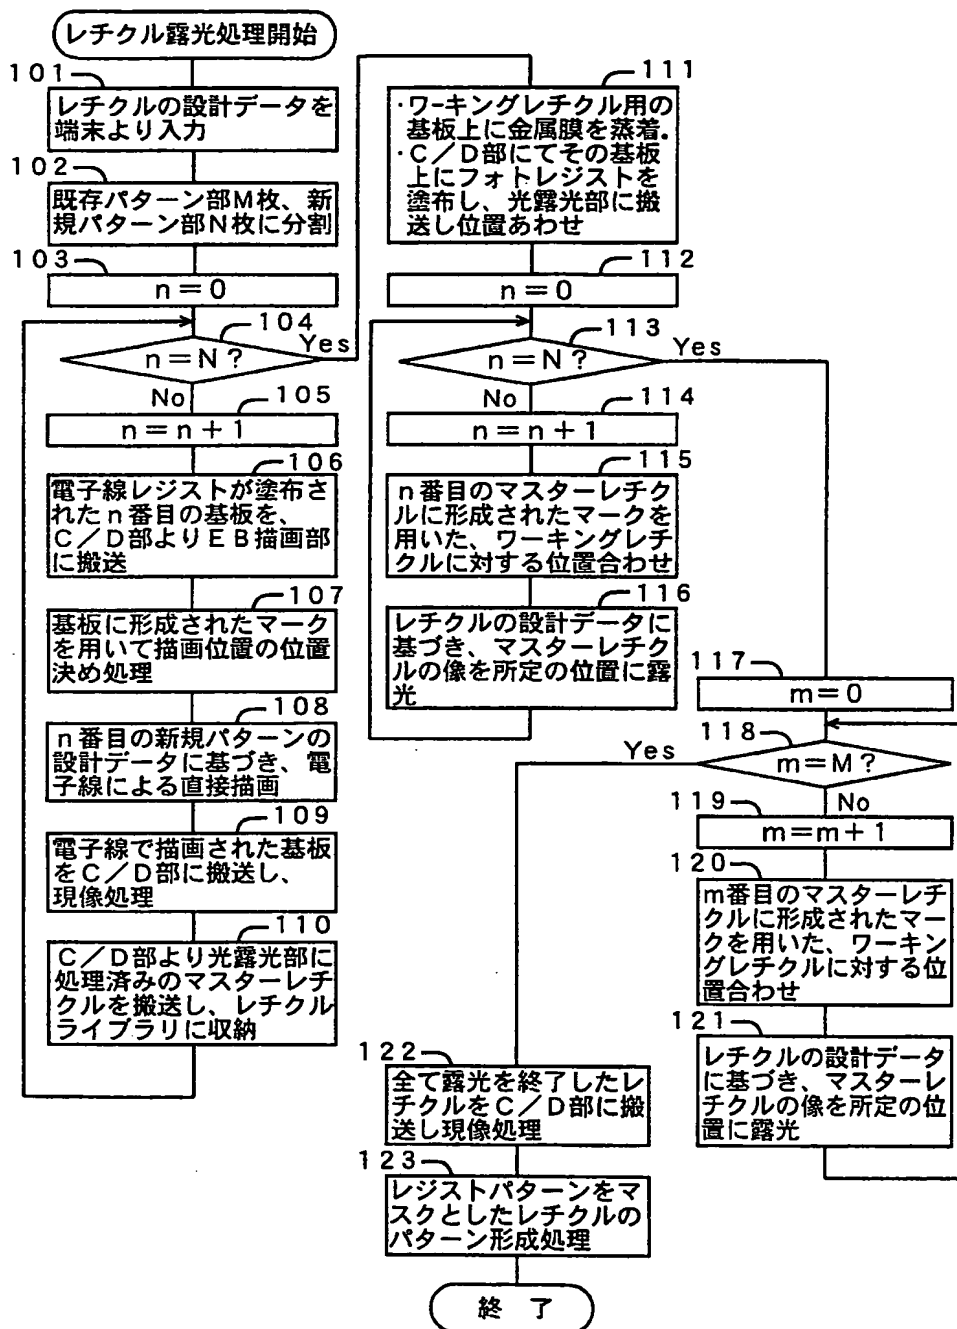 レチクル露光処理開始
101
レチクルの設計データを
端末より入力
102
既存パターン部M枚、新
規パターン部N枚に分割
103
n=0
104
n=N?
Yes
No
105
n=n+1
106
電子線レジストが塗布さ
れたn番目の基板を、
C/D部よりEB描画部
に搬送
107
基板に形成されたマーク
を用いて描画位置の位置
決め処理
108
n番目の新規パターンの
設計データに基づき、電
子線による直接描画
109
電子線で描画された基板
をC/D部に搬送し、
現像処理
110
C/D部より光露光部に
処理済みのマスターレチ
クルを搬送し、レチクル
ライブラリに収納
111
・ワーキングレチクル用の
基板上に金属膜を蒸着.
・C/D部にてその基板
上にフォトレジストを
塗布し、光露光部に搬
送し位置あわせ
112
n=0
113
n=N?
Yes
No
114
n=n+1
115
n番目のマスターレチク
ルに形成されたマークを
用いた、ワーキングレチ
クルに対する位置合わせ
116
レチクルの設計データに
基づき、マスターレチク
ルの像を所定の位置に露
光
117
m=0
118
m=M?
Yes
No
119
m=m+1
120
m番目のマスターレチ
クルに形成されたマー
クを用いた、ワーキン
グレチクルに対する位
置合わせ
121
レチクルの設計データ
に基づき、マスターレ
チクルの像を所定の位
置に露光
122
全て露光を終了したレ
チクルをC/D部に搬
送し現像処理
123
レジストパターンをマ
スクとしたレチクルの
パターン形成処理
終了